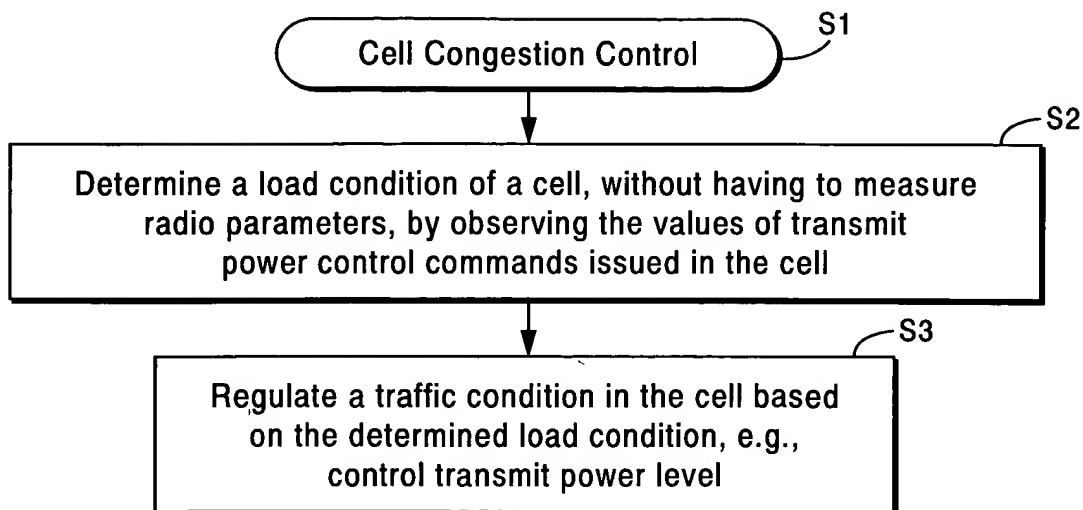 Cell Congestion Control
S1
S2
Determine a load condition of a cell, without having to measure
radio parameters, by observing the values of transmit
power control commands issued in the cell
S3
Regulate a traffic condition in the cell based
on the determined load condition, e.g.,
control transmit power level